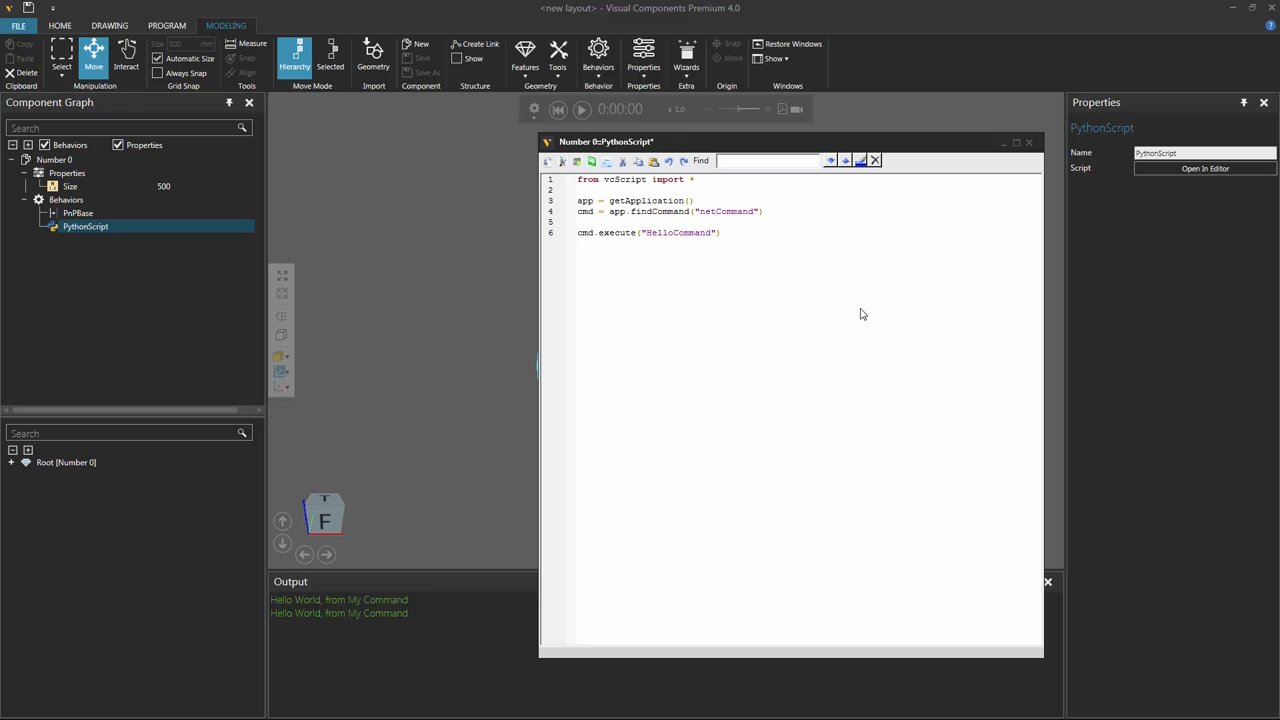 <new layout> - Visual Components Premium 4.0
FILE
HOME
DRAWING
PROGRAM
MODELING
Copy
Paste
Delete
Clipboard
Select
Move
Interact
Manipulation
Size 500 mm
Automatic Size
Always Snap
Grid Snap
Measure
Snap
Align
Tools
Hierarchy
Selected
Move Mode
Geometry
Import
New
Save
Save As
Component
Create Link
Show
Structure
Features
Tools
Geometry
Behaviors
Behavior
Properties
Properties
Wizards
Extra
Snap
Move
Origin
Restore Windows
Show
Windows
Component Graph
Search
Behaviors
Properties
Number 0
Properties
Size 500
Behaviors
PnPBase
PythonScript
Search
Root [Number 0]
0:00:00
x 1.0
T
F
Number 0::PythonScript*
Find
1 from vcScript import *
2
3 app = getApplication()
4 cmd = app.findCommand("netCommand")
5
6 cmd.execute("HelloCommand")
Output
Hello World, from My Command
Hello World, from My Command
Properties
PythonScript
Name PythonScript
Script Open In Editor